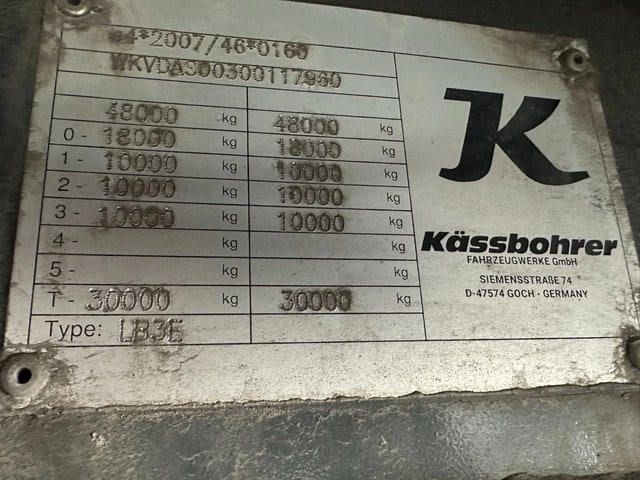 e4*2007/46*0160
WKVDAS00300117960
48000 kg 48000 kg
0 - 18000 kg 18000 kg
1 - 10000 kg 10000 kg
2 - 10000 kg 10000 kg
3 - 10000 kg 10000 kg
4 - kg kg
5 - kg kg
T - 30000 kg 30000 kg
Type: LB3E
K
Kässbohrer
FAHRZEUGWERKE GmbH
SIEMENSSTRAßE 74
D-47574 GOCH - GERMANY